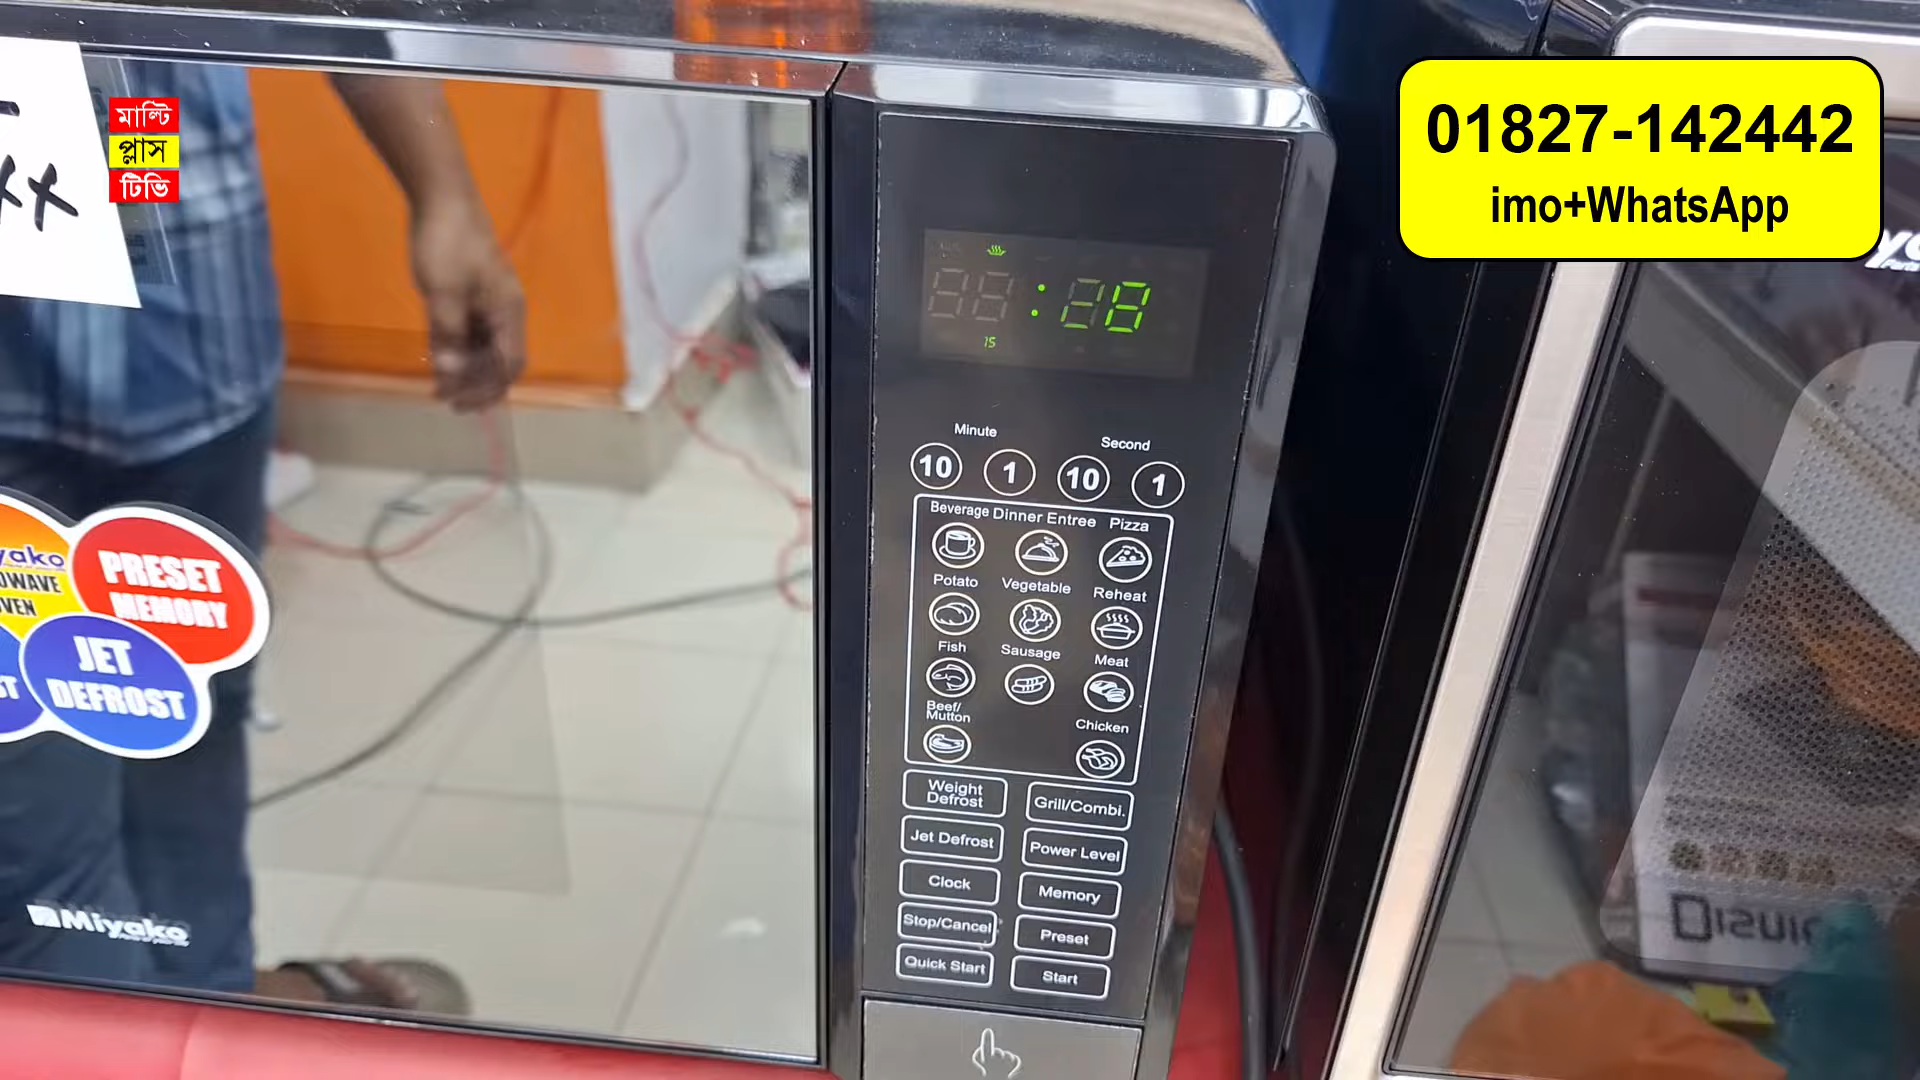 মাল্টি
প্লাস
টিভি
01827-142442
imo+WhatsApp
15
Minute
Second
10
1
10
1
Beverage
Dinner Entree
Pizza
Potato
Vegetable
Reheat
Fish
Sausage
Meat
Beef/
Mutton
Chicken
Weight
Defrost
Grill/Combi.
Jet Defrost
Power Level
Clock
Memory
Stop/Cancel
Preset
Quick Start
Start
PRESET
MEMORY
JET
DEFROST
Miyako